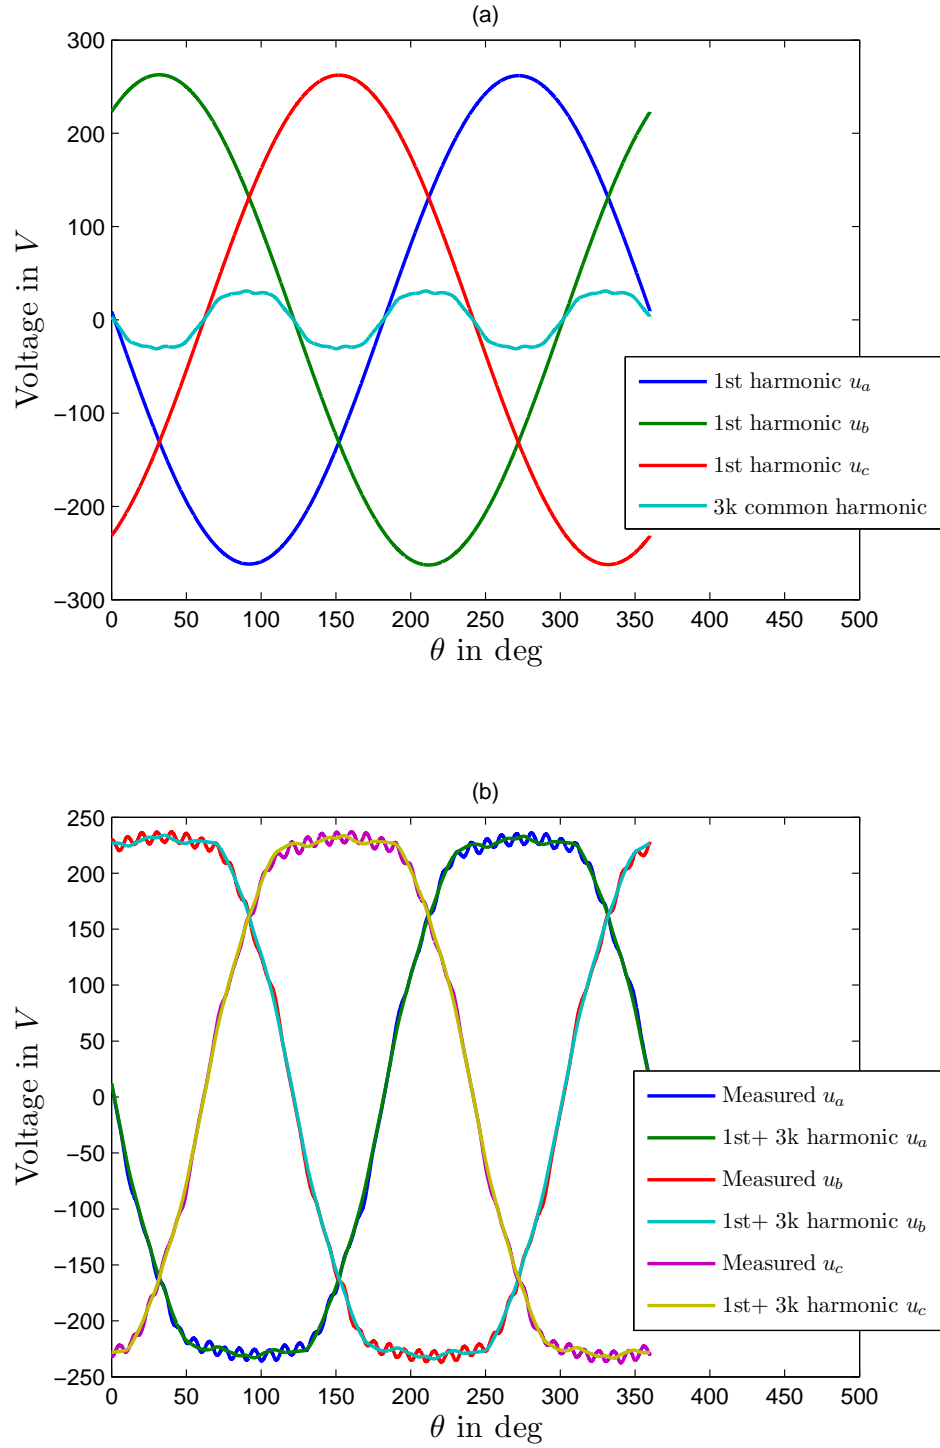 (a)
300
200
100
0
−100
−200
−300
Voltage in V
0 50 100 150 200 250 300 350 400 450 500
θ in deg
1st harmonic u_a
1st harmonic u_b
1st harmonic u_c
3k common harmonic
(b)
250
200
150
100
50
0
−50
−100
−150
−200
−250
Voltage in V
0 50 100 150 200 250 300 350 400 450 500
θ in deg
Measured u_a
1st+ 3k harmonic u_a
Measured u_b
1st+ 3k harmonic u_b
Measured u_c
1st+ 3k harmonic u_c